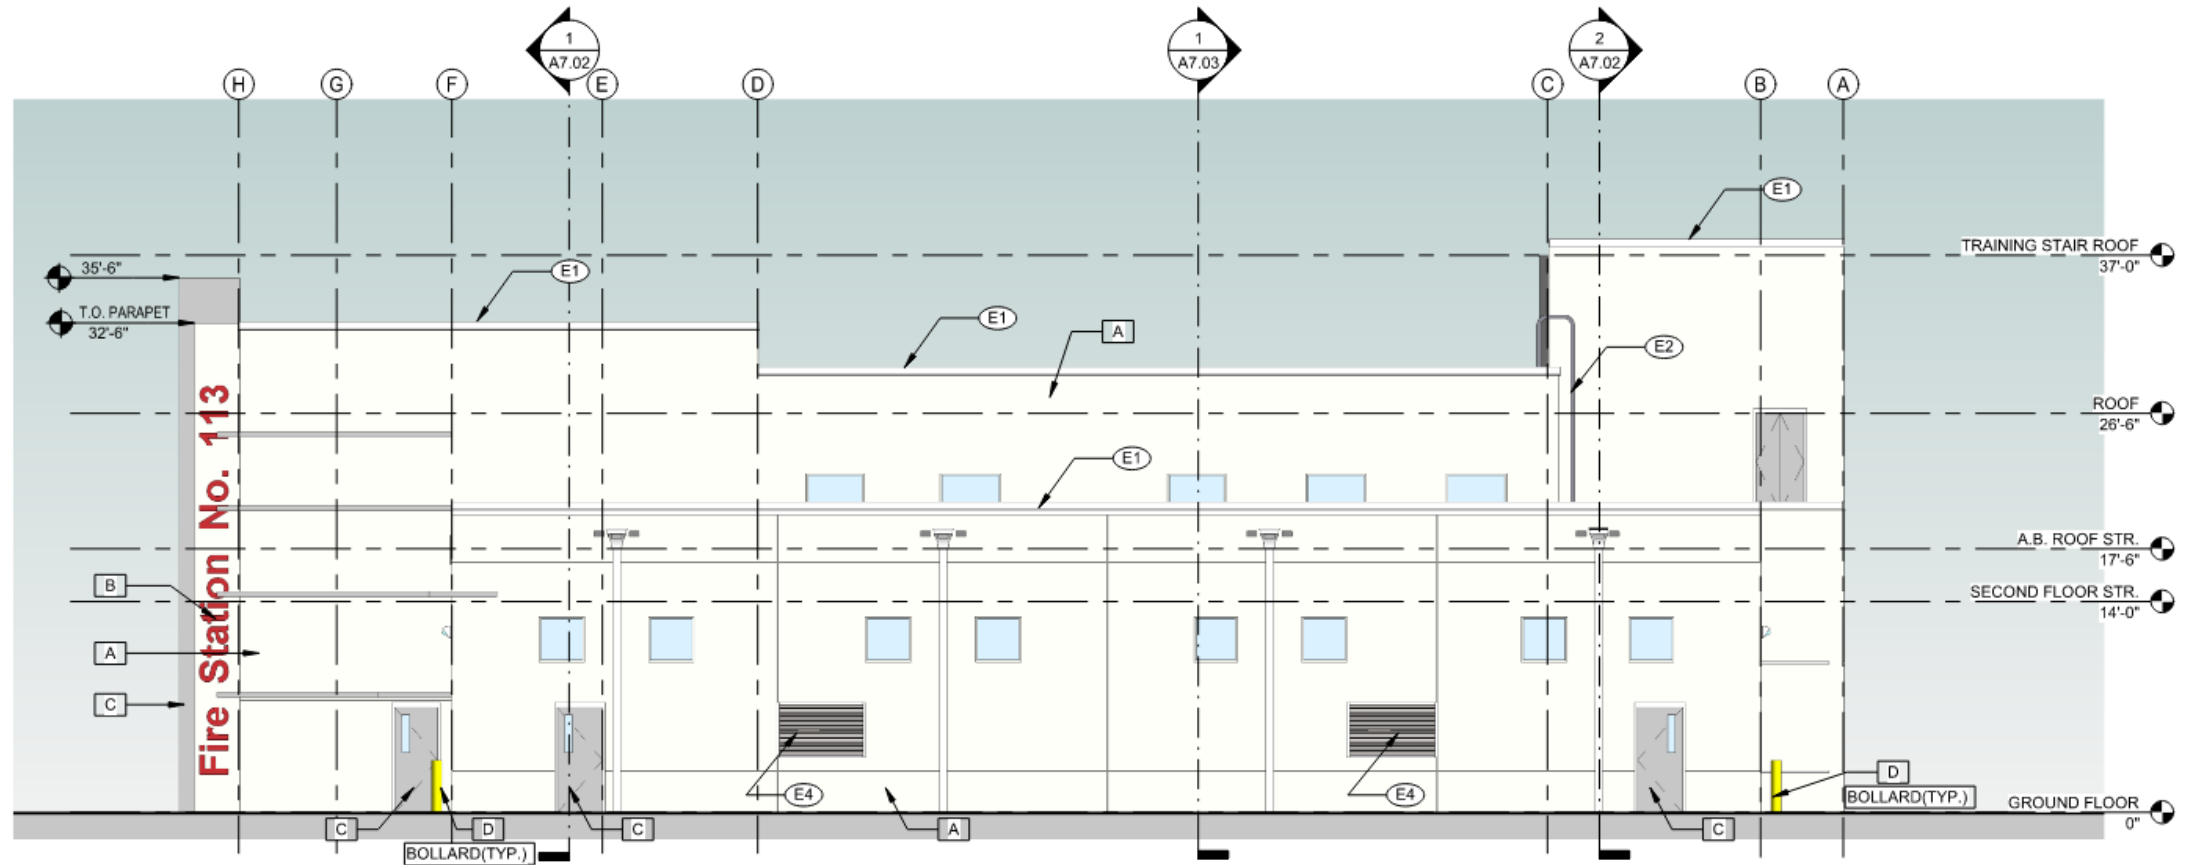 1
A7.02
1
A7.03
2
A7.02
H
G
F
E
D
C
B
A
E1
TRAINING STAIR ROOF
37'-0"
35'-6"
E1
T.O. PARAPET
32'-6"
E1
A
E2
ROOF
26'-6"
E1
A.B. ROOF STR.
17'-6"
B
SECOND FLOOR STR.
14'-0"
A
C
Fire Station No. 113
E4
E4
D
BOLLARD(TYP.)
GROUND FLOOR
0"
C
D
C
A
C
BOLLARD(TYP.)